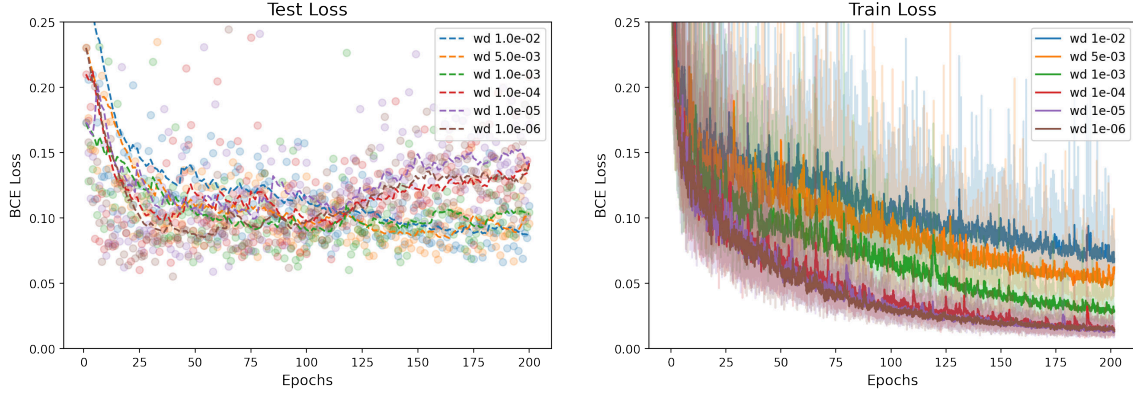 Test Loss
BCE Loss
0.25
0.20
0.15
0.10
0.05
0.00
0
25
50
75
100
125
150
175
200
Epochs
wd 1.0e-02
wd 5.0e-03
wd 1.0e-03
wd 1.0e-04
wd 1.0e-05
wd 1.0e-06
Train Loss
BCE Loss
0.25
0.20
0.15
0.10
0.05
0.00
0
25
50
75
100
125
150
175
200
Epochs
wd 1e-02
wd 5e-03
wd 1e-03
wd 1e-04
wd 1e-05
wd 1e-06